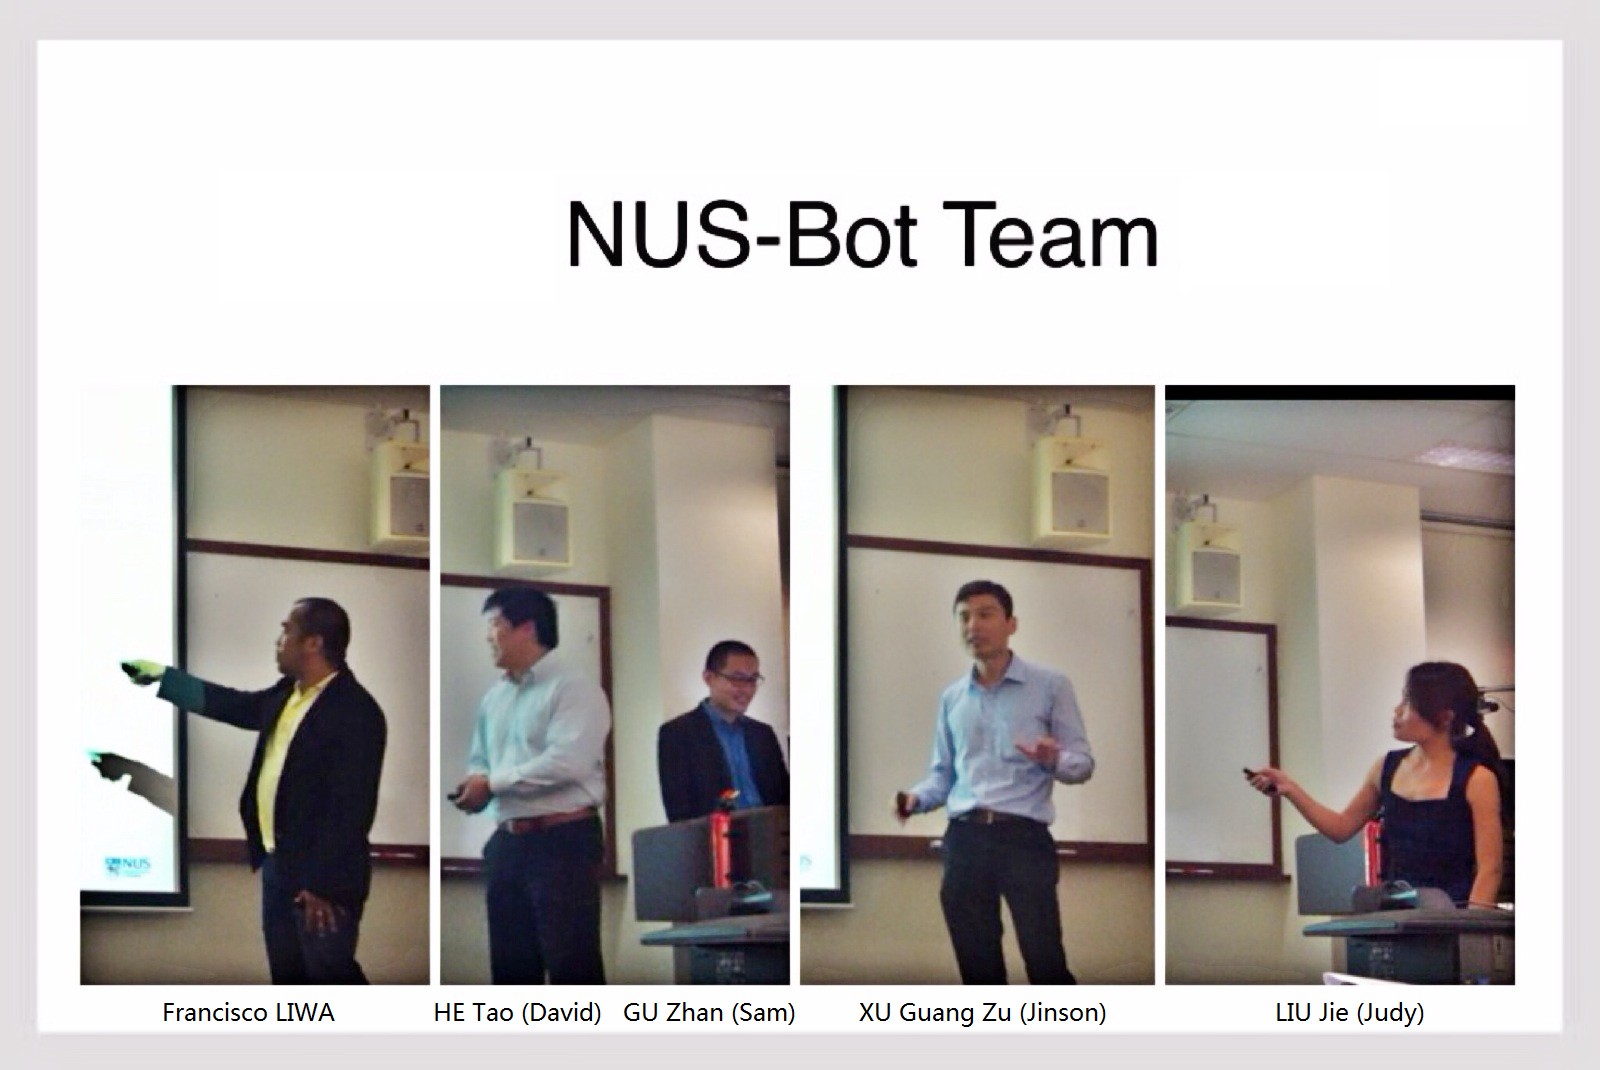 NUS-Bot Team
NUS
Francisco LIWA
HE Tao (David)
GU Zhan (Sam)
XU Guang Zu (Jinson)
LIU Jie (Judy)